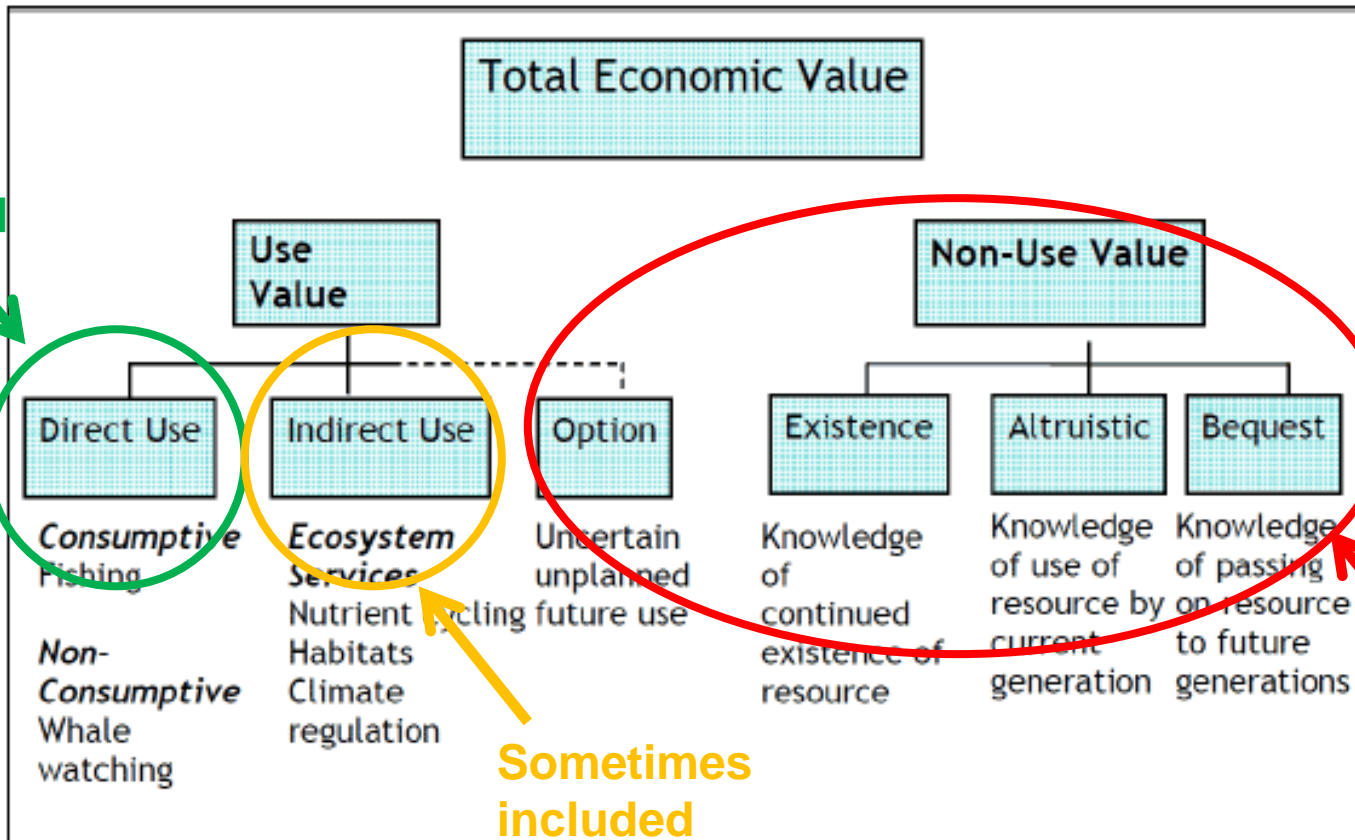 Total Economic Value
Use
Value
Non-Use Value
Direct Use
Indirect Use
Option
Existence
Altruistic
Bequest
Consumptive
Fishing
Non-
Consumptive
Whale
watching
Ecosystem
Services
Nutrient Cycling
Habitats
Climate
regulation
Uncertain
unplanned
future use
Knowledge
of
continued
existence of
resource
Knowledge
of use of
resource by
current
generation
Knowledge
of passing
on resource
to future
generations
Sometimes
included